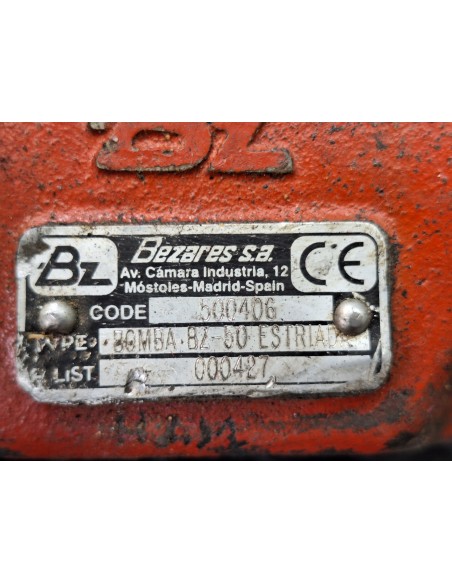 BZ
Bz
Bezares s.a.
Av. Cámara Industria, 12
Móstoles-Madrid-Spain
CE
CODE 500406
TYPE BOMBA BZ-50 ESTRIADO
LIST. 000427